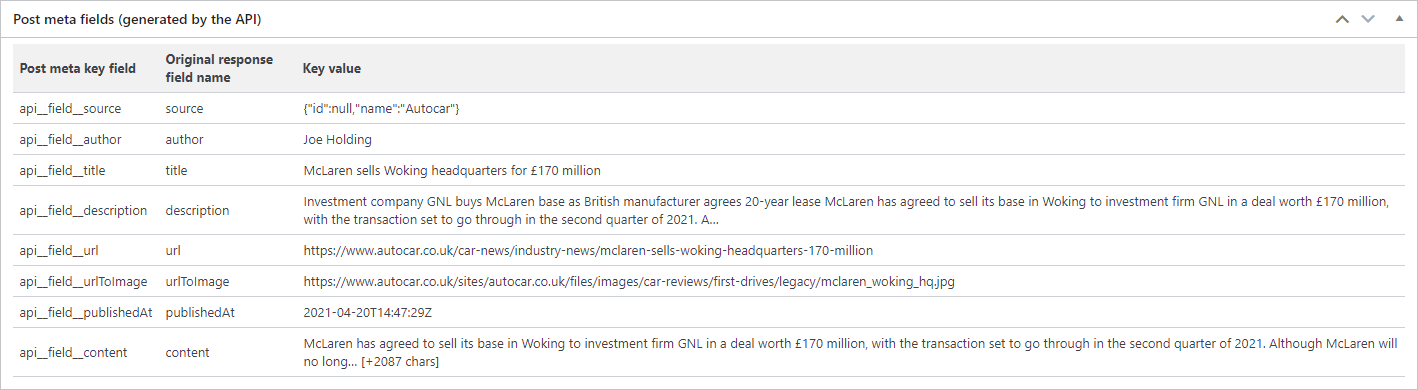 Post meta fields (generated by the API)
Post meta key field Original response field name Key value
api__field__source source {"id":null,"name":"Autocar"}
api__field__author author Joe Holding
api__field__title title McLaren sells Woking headquarters for £170 million
api__field__description description Investment company GNL buys McLaren base as British manufacturer agrees 20-year lease McLaren has agreed to sell its base in Woking to investment firm GNL in a deal worth £170 million,
with the transaction set to go through in the second quarter of 2021. A...
api__field__url url https://www.autocar.co.uk/car-news/industry-news/mclaren-sells-woking-headquarters-170-million
api__field__urlToImage urlToImage https://www.autocar.co.uk/sites/autocar.co.uk/files/images/car-reviews/first-drives/legacy/mclaren_woking_hq.jpg
api__field__publishedAt publishedAt 2021-04-20T14:47:29Z
api__field__content content McLaren has agreed to sell its base in Woking to investment firm GNL in a deal worth £170 million, with the transaction set to go through in the second quarter of 2021. Although McLaren will
no long... [+2087 chars]